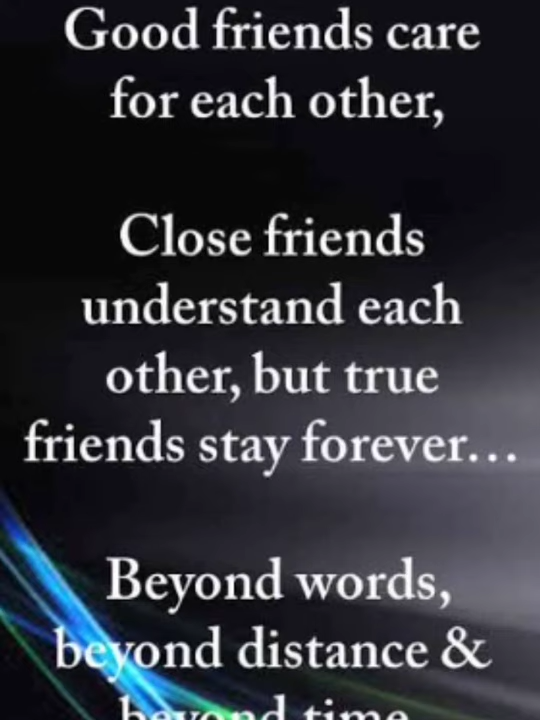 Good friends care
for each other,
Close friends
understand each
other, but true
friends stay forever...
Beyond words,
beyond distance &
beyond time